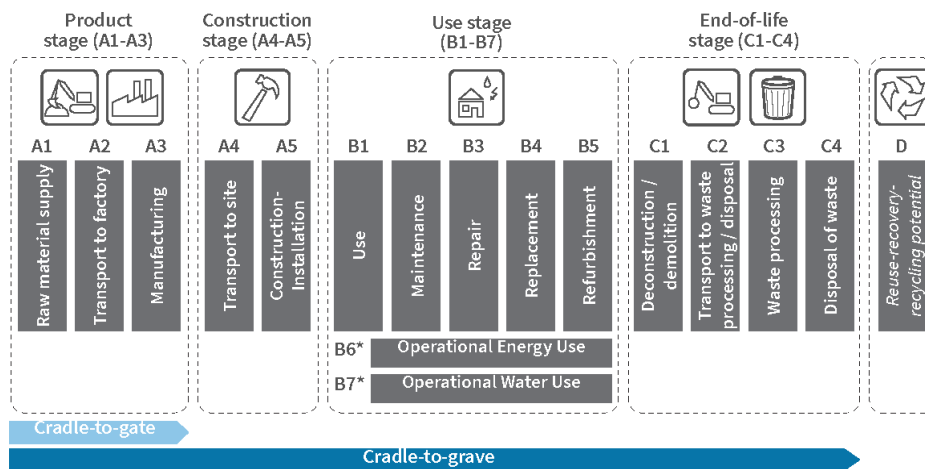 Product
stage (A1-A3)
Construction
stage (A4-A5)
Use stage
(B1-B7)
End-of-life
stage (C1-C4)
A1
A2
A3
A4
A5
B1
B2
B3
B4
B5
C1
C2
C3
C4
D
Raw material supply
Transport to factory
Manufacturing
Transport to site
Construction-
Installation
Use
Maintenance
Repair
Replacement
Refurbishment
Deconstruction /
demolition
Transport to waste
processing / disposal
Waste processing
Disposal of waste
Reuse-recovery-
recycling potential
B6* Operational Energy Use
B7* Operational Water Use
Cradle-to-gate
Cradle-to-grave